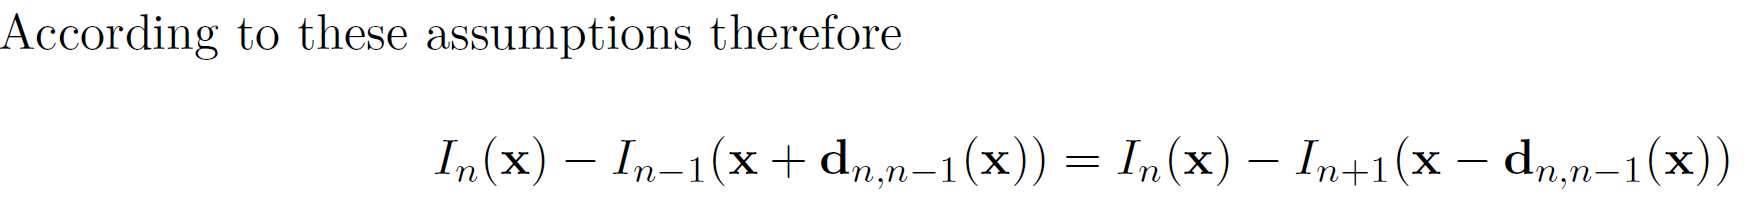 According to these assumptions therefore
Iₙ(𝐱) − Iₙ₋₁(𝐱 + 𝐝ₙ,ₙ₋₁(𝐱)) = Iₙ(𝐱) − Iₙ₊₁(𝐱 − 𝐝ₙ,ₙ₋₁(𝐱))